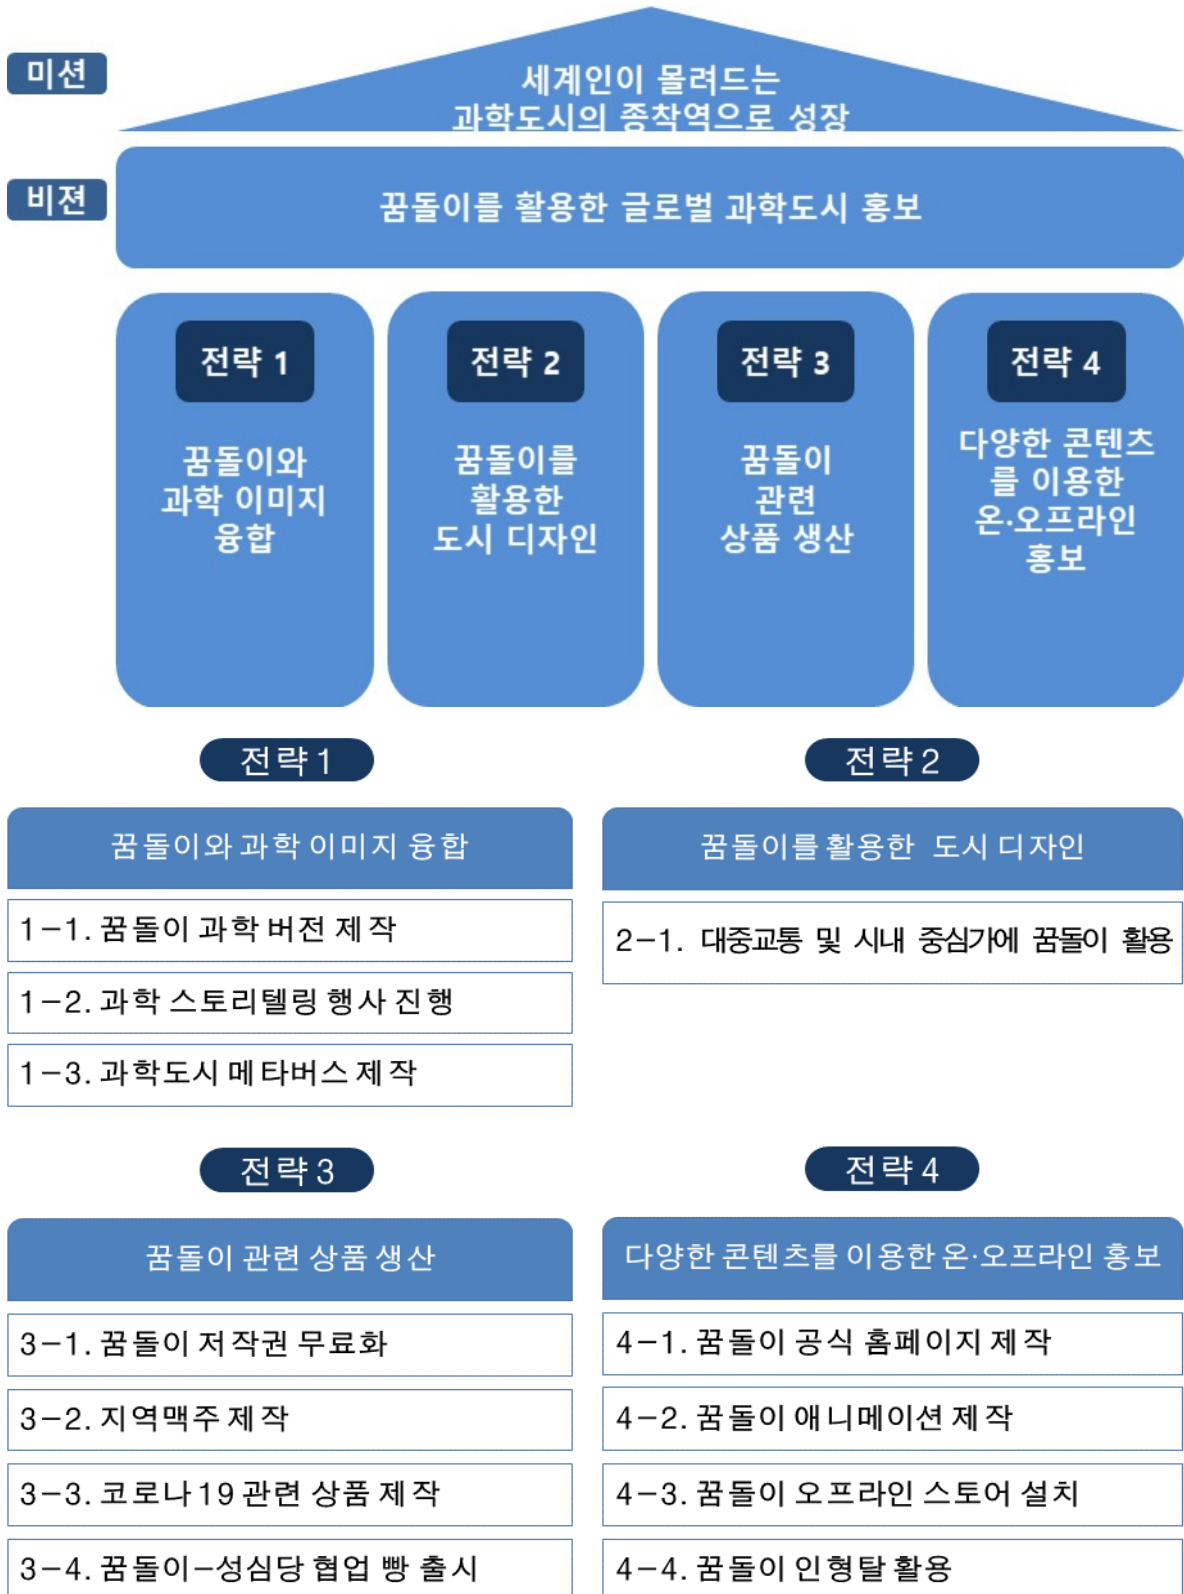 미션
세계인이 몰려드는
과학도시의 종착역으로 성장
비젼
꿈돌이를 활용한 글로벌 과학도시 홍보
전략 1
꿈돌이와
과학 이미지
융합
전략 2
꿈돌이를
활용한
도시 디자인
전략 3
꿈돌이
관련
상품 생산
전략 4
다양한 콘텐츠
를 이용한
온·오프라인
홍보
전략 1
꿈돌이와 과학 이미지 융합
1-1. 꿈돌이 과학 버전 제작
1-2. 과학 스토리텔링 행사 진행
1-3. 과학도시 메타버스 제작
전략 2
꿈돌이를 활용한 도시 디자인
2-1. 대중교통 및 시내 중심가에 꿈돌이 활용
전략 3
꿈돌이 관련 상품 생산
3-1. 꿈돌이 저작권 무료화
3-2. 지역맥주 제작
3-3. 코로나19 관련 상품 제작
3-4. 꿈돌이-성심당 협업 빵 출시
전략 4
다양한 콘텐츠를 이용한 온·오프라인 홍보
4-1. 꿈돌이 공식 홈페이지 제작
4-2. 꿈돌이 애니메이션 제작
4-3. 꿈돌이 오프라인 스토어 설치
4-4. 꿈돌이 인형탈 활용